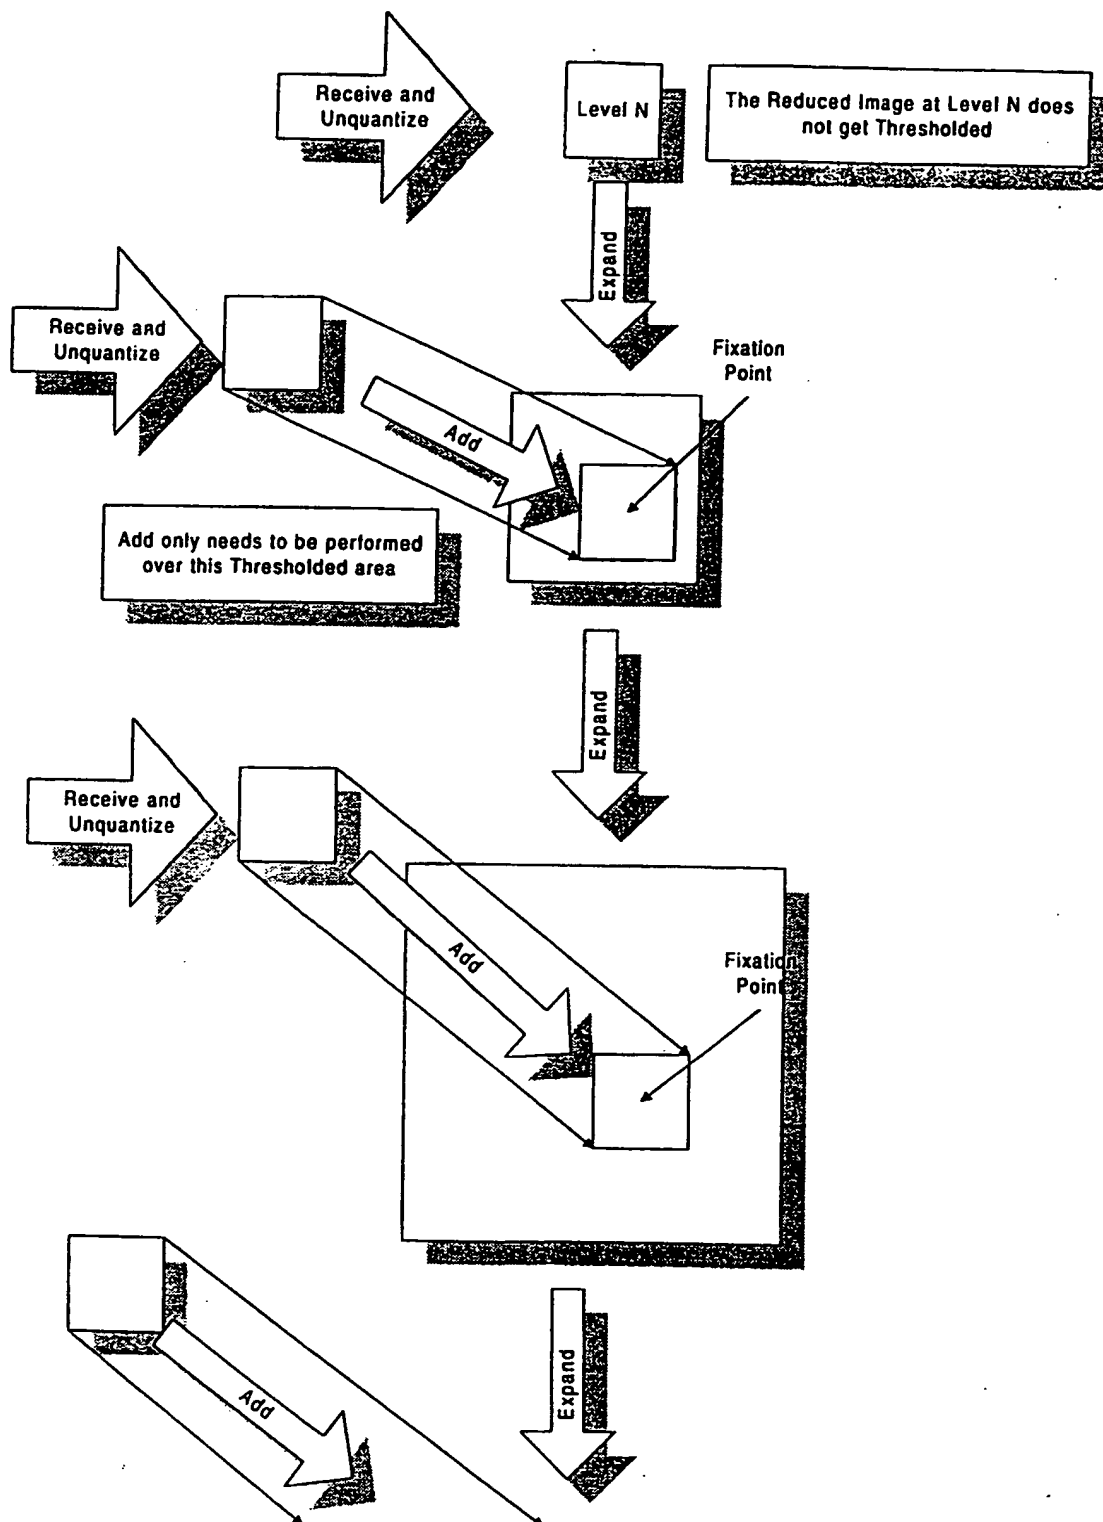 Receive and
Unquantize
Level N
The Reduced Image at Level N does
not get Thresholded
Expand
Receive and
Unquantize
Fixation
Point
Add
Add only needs to be performed
over this Thresholded area
Expand
Receive and
Unquantize
Add
Fixation
Point
Add
Expand